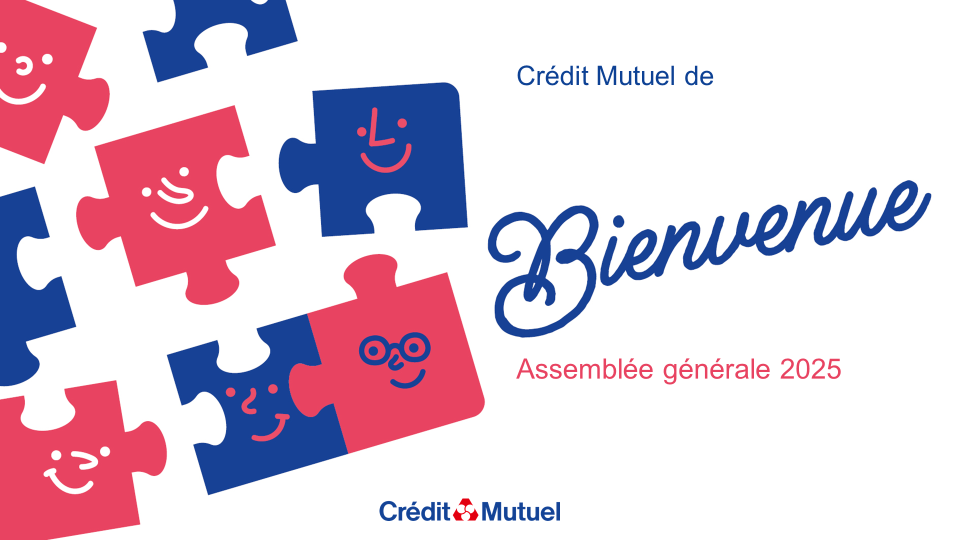 Crédit Mutuel de
Bienvenue
Assemblée générale 2025
Crédit Mutuel